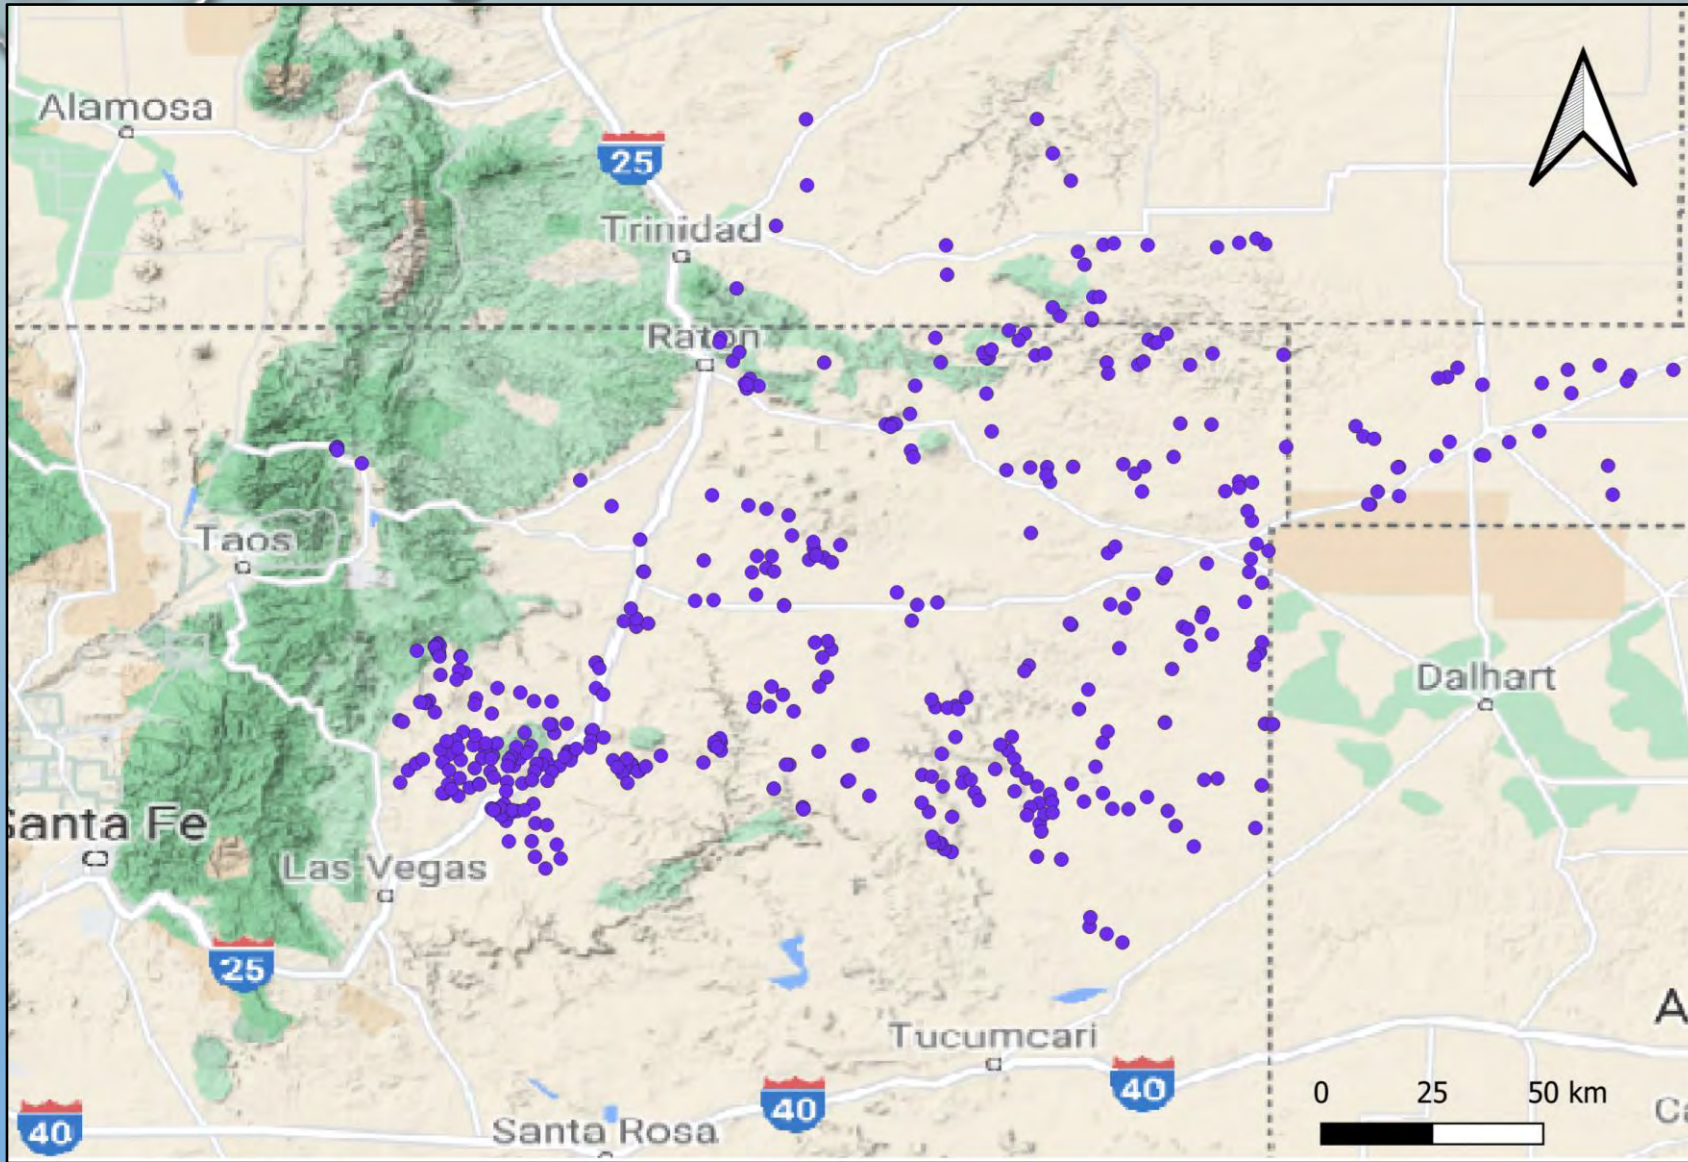 Alamosa
25
Trinidad
Raton
Taos
Dalhart
Santa Fe
Las Vegas
25
Tucumcari
0 25 50 km
40
40
40
Santa Rosa
A
Ca